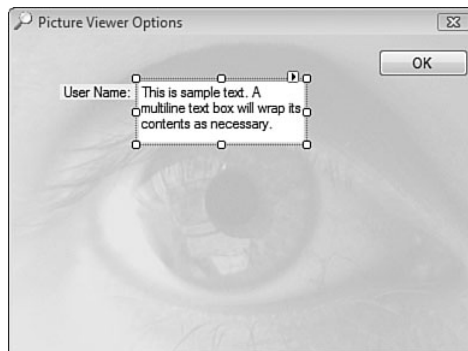 Picture Viewer Options
OK
User Name:
This is sample text. A
multiline text box will wrap its
contents as necessary.